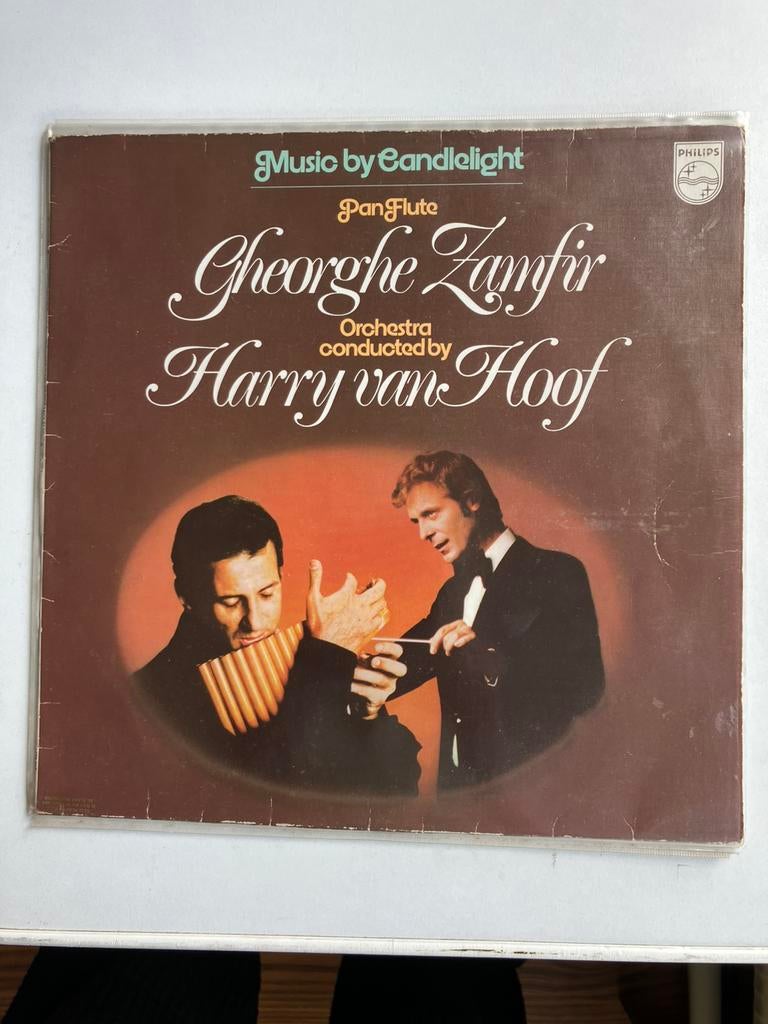 Music by Candlelight
PHILIPS
Pan Flute
Gheorghe Zamfir
Orchestra
conducted by
Harry van Hoof